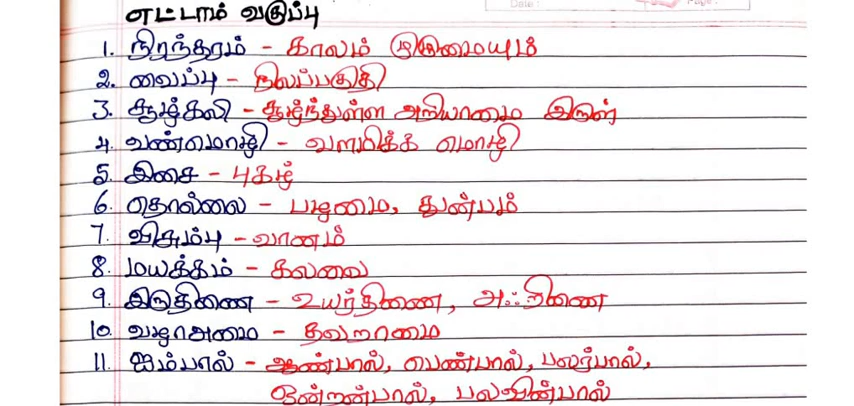 எட்டாம் வகுப்பு
Date : Page :
1. நிரந்தரம் - காலம் முழுமையும்
2. வைப்பு - நிலப்பகுதி
3. சூழ்கலி - சூழ்ந்துள்ள அறியாமை இருள்
4. வண்மொழி - வளமிக்க மொழி
5. இசை - புகழ்
6. தொல்லை - பழமை, துன்பம்
7. விசும்பு - வானம்
8. மயக்கம் - கலவை
9. இருதிணை - உயர்திணை, அஃறிணை
10. வழாஅமை - தவறாமை
11. ஐம்பால் - ஆண்பால், பெண்பால், பலர்பால்,
ஒன்றன்பால், பலவின்பால்